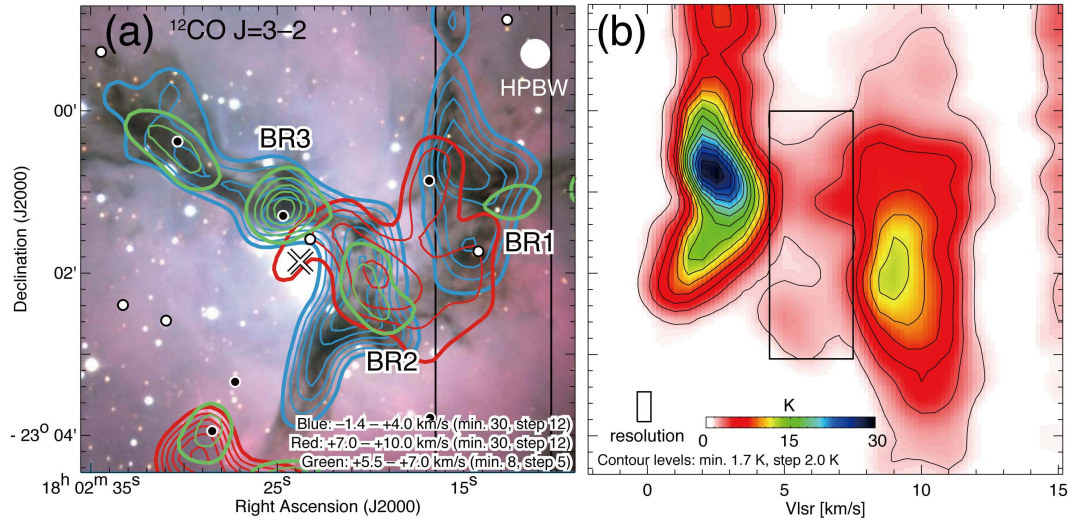 (a) ¹²CO J=3–2
HPBW
BR3
BR1
BR2
Blue: –1.4 – +4.0 km/s (min. 30, step 12)
Red: +7.0 – +10.0 km/s (min. 30, step 12)
Green: +5.5 – +7.0 km/s (min. 8, step 5)
00'
02'
- 23° 04'
Declination (J2000)
18ʰ 02ᵐ 35ˢ 25ˢ 15ˢ
Right Ascension (J2000)
(b)
resolution
K
0 15 30
Contour levels: min. 1.7 K, step 2.0 K
0 5 10 15
Vlsr [km/s]